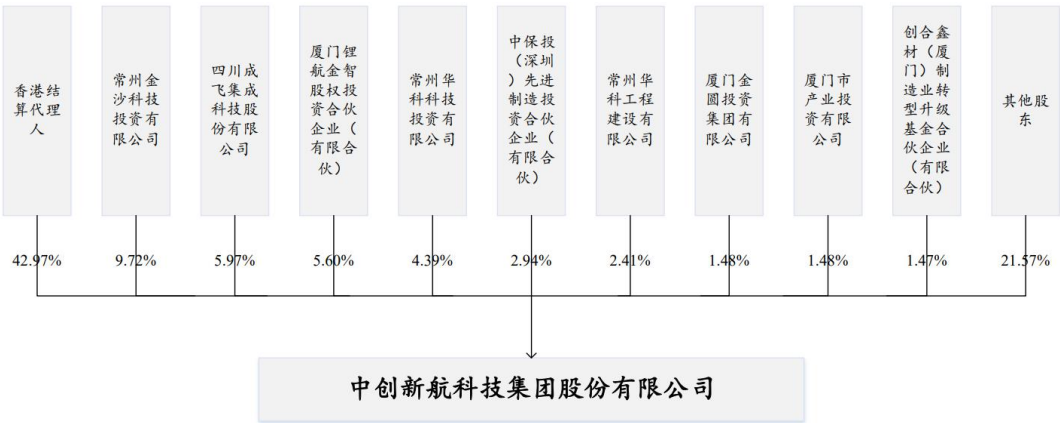 香港结
算代理
人
常州金
沙科技
投资有
限公司
四川成
飞集成
科技股
份有限
公司
厦门锂
航金智
股权投
资合伙
企业（
有限合
伙）
常州华
科科技
投资有
限公司
中保投
（深圳
）先进
制造投
资合伙
企业（
有限合
伙）
常州华
科工程
建设有
限公司
厦门金
圆投资
集团有
限公司
厦门市
产业投
资有限
公司
创合鑫
材（厦
门）制
造业转
型升级
基金合
伙企业
（有限
合伙）
其他股
东
42.97%
9.72%
5.97%
5.60%
4.39%
2.94%
2.41%
1.48%
1.48%
1.47%
21.57%
中创新航科技集团股份有限公司